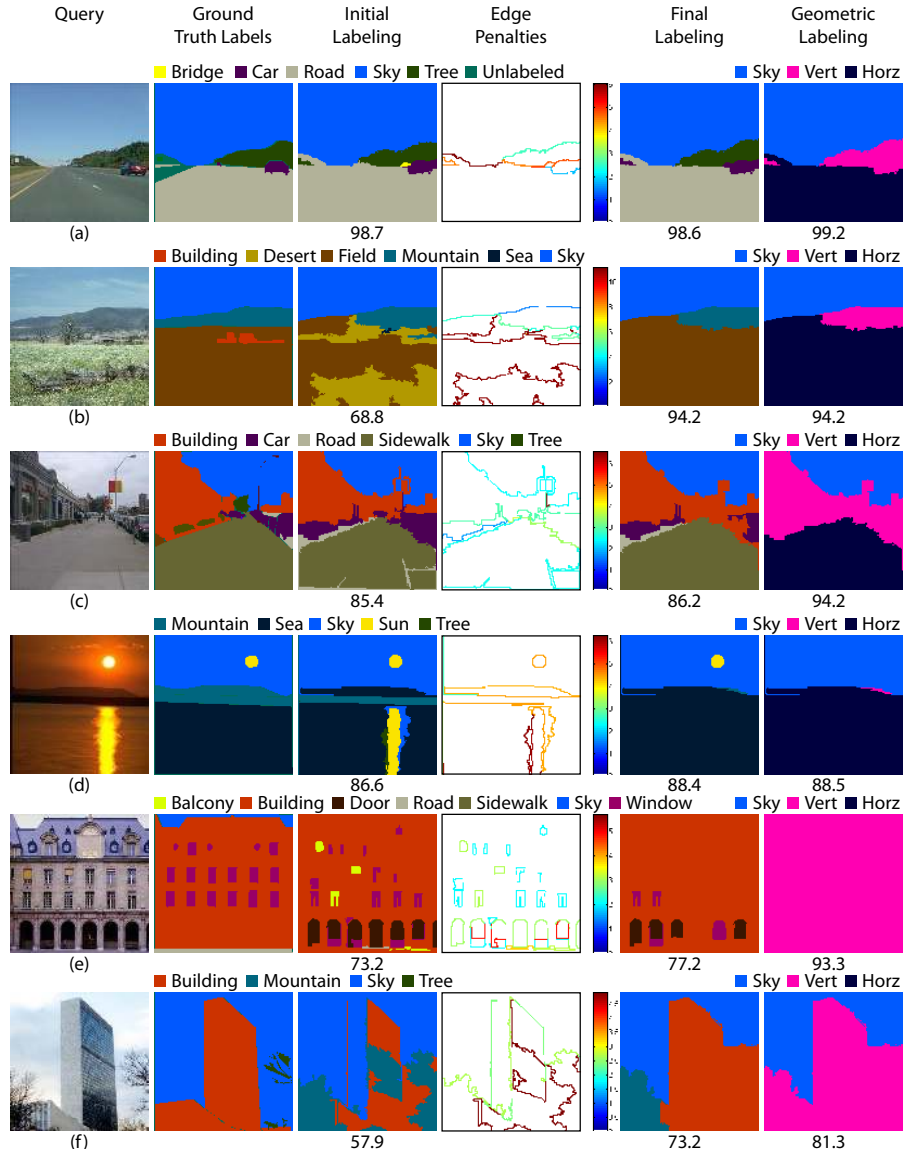 Query Ground Truth Labels Initial Labeling Edge Penalties Final Labeling Geometric Labeling
Bridge Car Road Sky Tree Unlabeled Sky Vert Horz
(a) 98.7 98.6 99.2
Building Desert Field Mountain Sea Sky Sky Vert Horz
(b) 68.8 94.2 94.2
Building Car Road Sidewalk Sky Tree Sky Vert Horz
(c) 85.4 86.2 94.2
Mountain Sea Sky Sun Tree Sky Vert Horz
(d) 86.6 88.4 88.5
Balcony Building Door Road Sidewalk Sky Window Sky Vert Horz
(e) 73.2 77.2 93.3
Building Mountain Sky Tree Sky Vert Horz
(f) 57.9 73.2 81.3